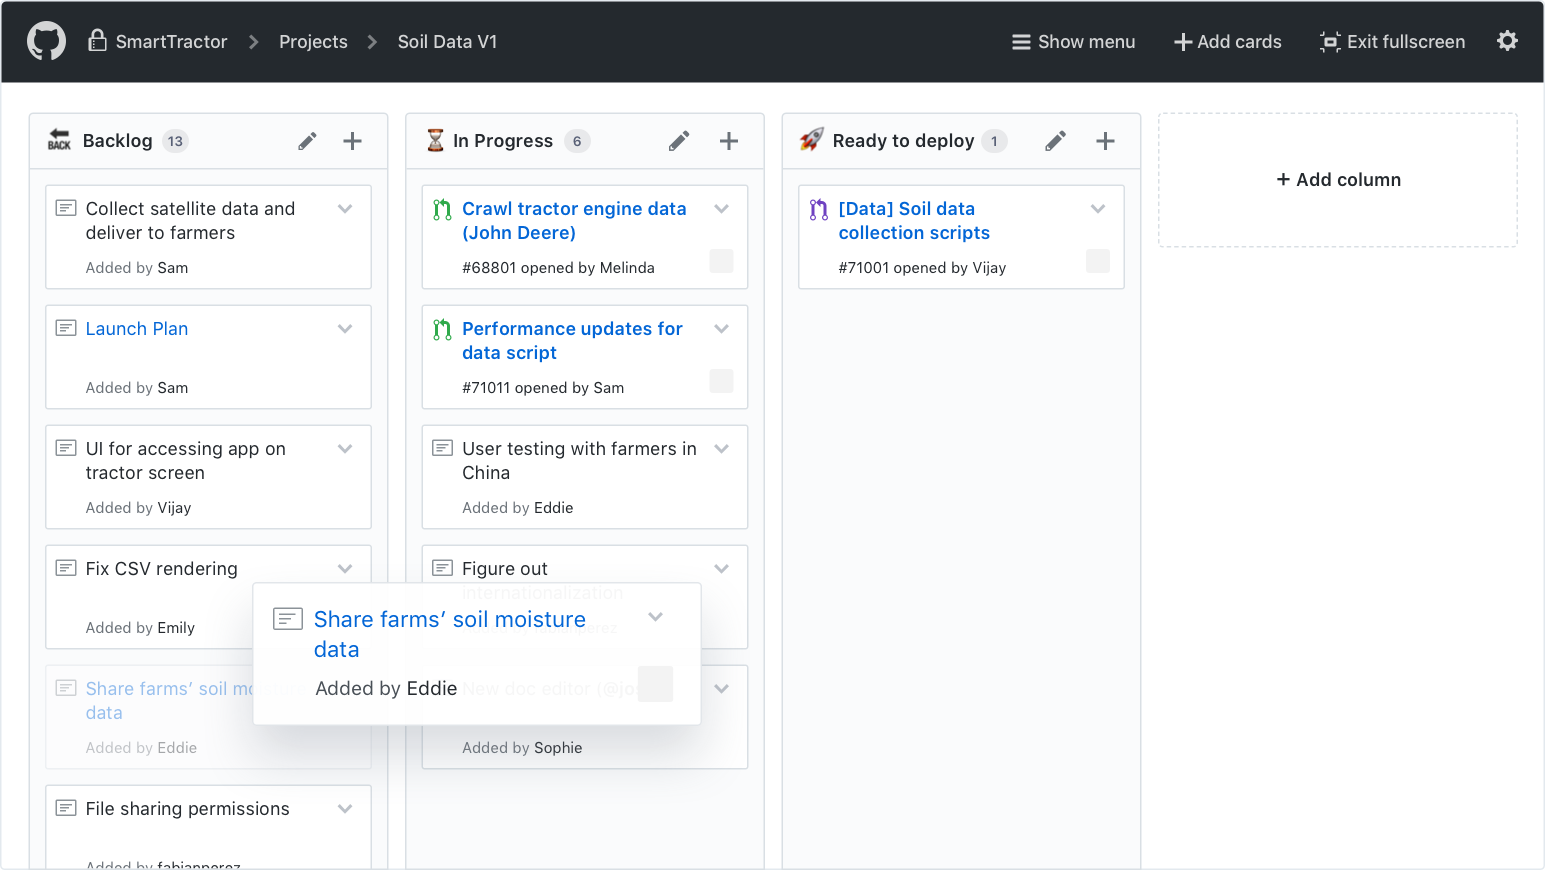 SmartTractor
Projects
Soil Data V1
Show menu
Add cards
Exit fullscreen
BACK
Backlog
13
Collect satellite data and
deliver to farmers
Added by Sam
Launch Plan
Added by Sam
UI for accessing app on
tractor screen
Added by Vijay
Fix CSV rendering
Added by Emily
Share farms’ soil
data
Added by Eddie
File sharing permissions
Added by fabianperez
In Progress
6
Crawl tractor engine data
(John Deere)
#68801 opened by Melinda
Performance updates for
data script
#71011 opened by Sam
User testing with farmers in
China
Added by Eddie
Figure out
internationalization
Share farms’ soil moisture
data
Added by Eddie
New doc editor
Added by Sophie
Ready to deploy
1
[Data] Soil data
collection scripts
#71001 opened by Vijay
+ Add column